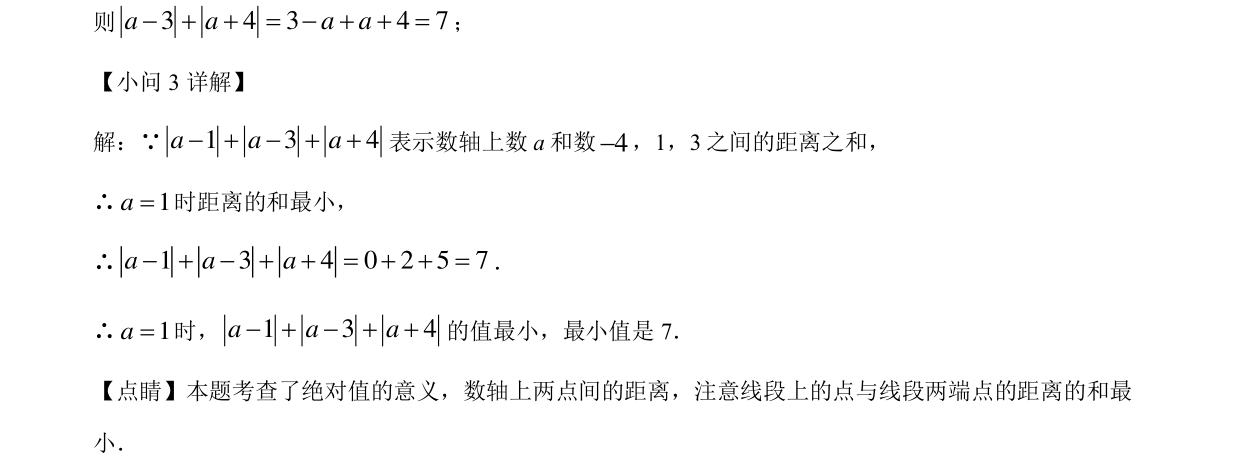 则|a−3|+|a+4|=3−a+a+4=7；
【小问 3 详解】
解：∵|a−1|+|a−3|+|a+4|表示数轴上数 a 和数−4，1，3 之间的距离之和，
∴a=1时距离的和最小，
∴|a−1|+|a−3|+|a+4|=0+2+5=7．
∴a=1时，|a−1|+|a−3|+|a+4|的值最小，最小值是 7．
【点睛】本题考查了绝对值的意义，数轴上两点间的距离，注意线段上的点与线段两端点的距离的和最
小．